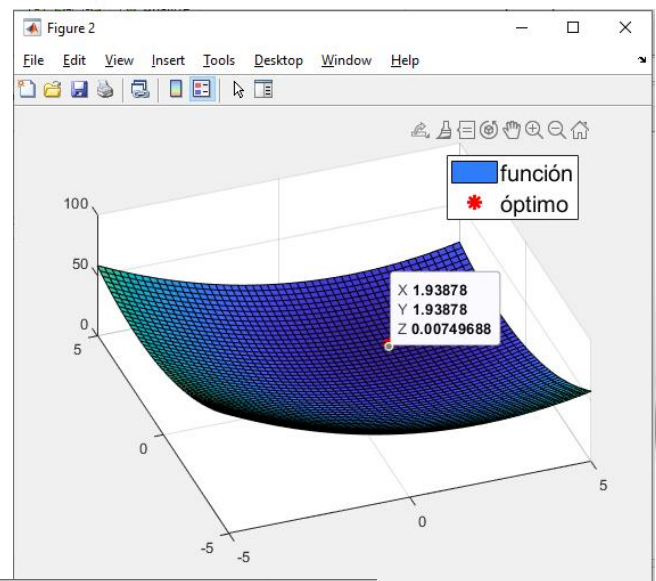 Figure 2
File Edit View Insert Tools Desktop Window Help
función
óptimo
100
50
0
5
0
-5
X 1.93878
Y 1.93878
Z 0.00749688
5
0
-5